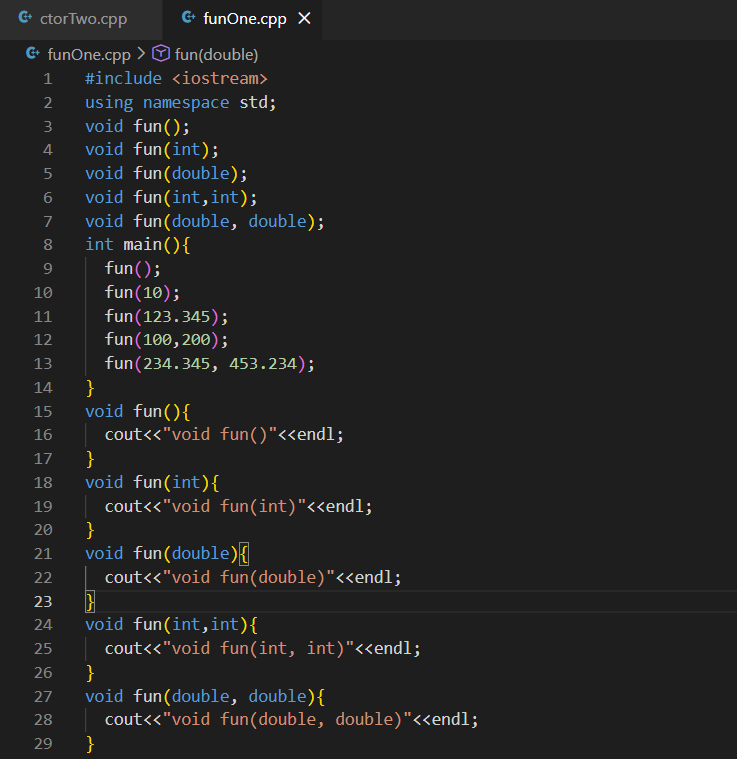 ctorTwo.cpp funOne.cpp
funOne.cpp > fun(double)
1 #include <iostream>
2 using namespace std;
3 void fun();
4 void fun(int);
5 void fun(double);
6 void fun(int,int);
7 void fun(double, double);
8 int main(){
9   fun();
10   fun(10);
11   fun(123.345);
12   fun(100,200);
13   fun(234.345, 453.234);
14 }
15 void fun(){
16   cout<<"void fun()"<<endl;
17 }
18 void fun(int){
19   cout<<"void fun(int)"<<endl;
20 }
21 void fun(double){
22   cout<<"void fun(double)"<<endl;
23 }
24 void fun(int,int){
25   cout<<"void fun(int, int)"<<endl;
26 }
27 void fun(double, double){
28   cout<<"void fun(double, double)"<<endl;
29 }